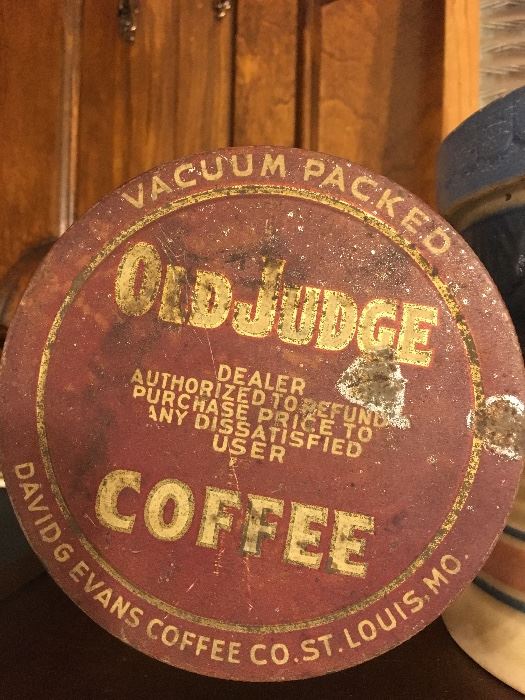 VACUUM PACKED
OLD JUDGE
DEALER
AUTHORIZED TO REFUND
PURCHASE PRICE TO
ANY DISSATISFIED
USER
COFFEE
DAVID G EVANS COFFEE CO. ST. LOUIS, MO.